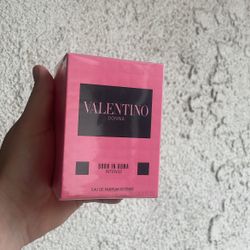 VALENTINO
DONNA
BORN IN ROMA
INTENSE
EAU DE PARFUM INTENSE